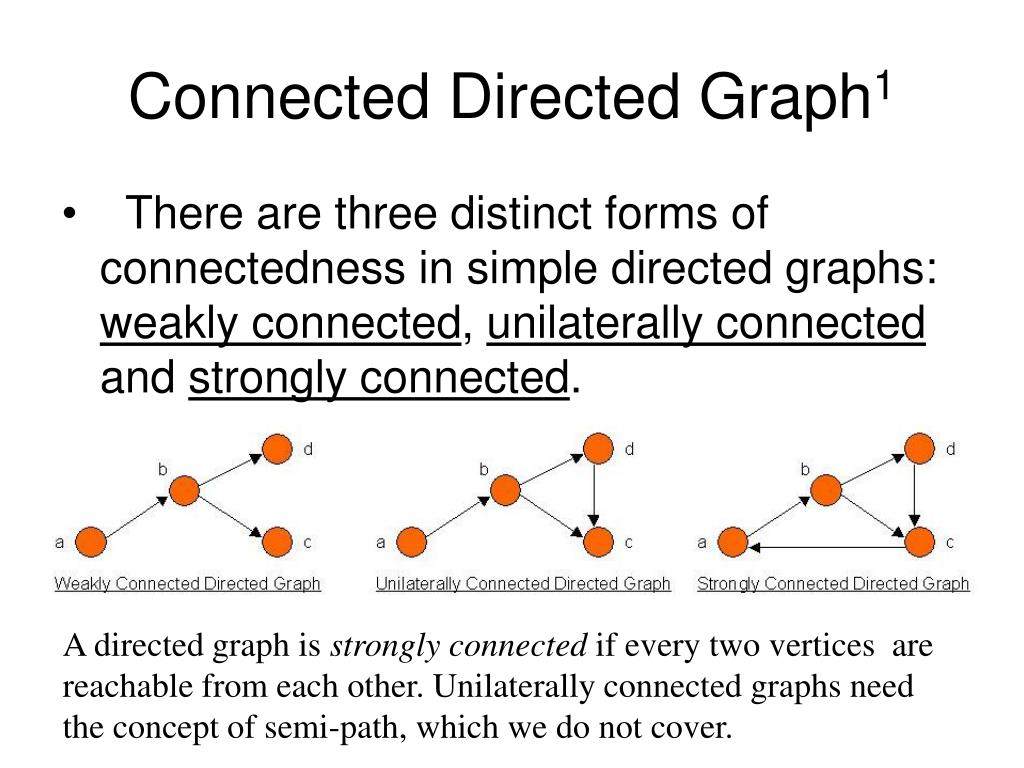 Connected Directed Graph¹
• There are three distinct forms of
connectedness in simple directed graphs:
weakly connected, unilaterally connected
and strongly connected.
d
b
a
c
Weakly Connected Directed Graph
d
b
a
c
Unilaterally Connected Directed Graph
d
b
a
c
Strongly Connected Directed Graph
A directed graph is strongly connected if every two vertices are
reachable from each other. Unilaterally connected graphs need
the concept of semi-path, which we do not cover.